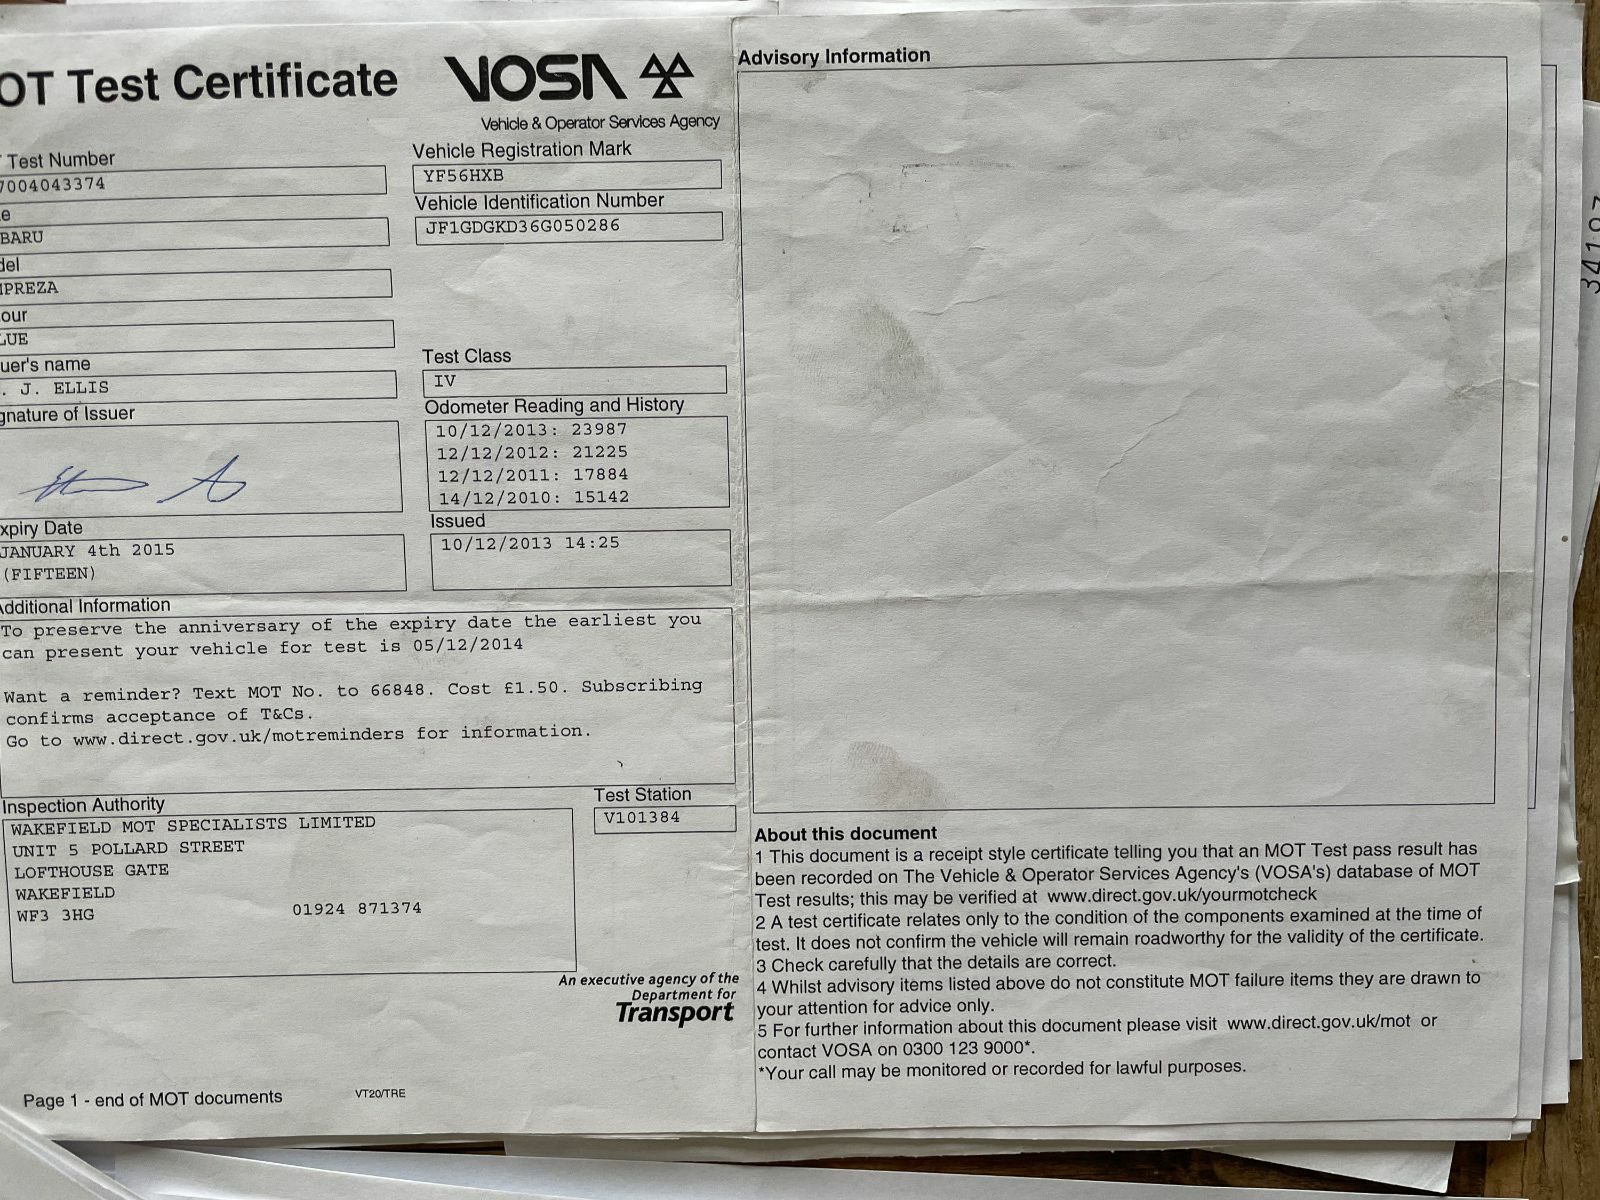 OT Test Certificate
VOSA
Vehicle & Operator Services Agency
Test Number
7004043374
Vehicle Registration Mark
YF56HXB
Vehicle Identification Number
JF1GDGKD36G050286
e
BARU
del
MPREZA
our
LUE
uer's name
. J. ELLIS
gnature of Issuer
Test Class
IV
Odometer Reading and History
10/12/2013: 23987
12/12/2012: 21225
12/12/2011: 17884
14/12/2010: 15142
xpiry Date
JANUARY 4th 2015
(FIFTEEN)
Issued
10/12/2013 14:25
Additional Information
To preserve the anniversary of the expiry date the earliest you
can present your vehicle for test is 05/12/2014
Want a reminder? Text MOT No. to 66848. Cost £1.50. Subscribing
confirms acceptance of T&Cs.
Go to www.direct.gov.uk/motreminders for information.
Inspection Authority
WAKEFIELD MOT SPECIALISTS LIMITED
UNIT 5 POLLARD STREET
LOFTHOUSE GATE
WAKEFIELD
WF3 3HG 01924 871374
Test Station
V101384
An executive agency of the
Department for
Transport
Page 1 - end of MOT documents
VT20/TRE
Advisory Information
About this document
1 This document is a receipt style certificate telling you that an MOT Test pass result has
been recorded on The Vehicle & Operator Services Agency's (VOSA's) database of MOT
Test results; this may be verified at www.direct.gov.uk/yourmotcheck
2 A test certificate relates only to the condition of the components examined at the time of
test. It does not confirm the vehicle will remain roadworthy for the validity of the certificate.
3 Check carefully that the details are correct.
4 Whilst advisory items listed above do not constitute MOT failure items they are drawn to
your attention for advice only.
5 For further information about this document please visit www.direct.gov.uk/mot or
contact VOSA on 0300 123 9000*.
*Your call may be monitored or recorded for lawful purposes.